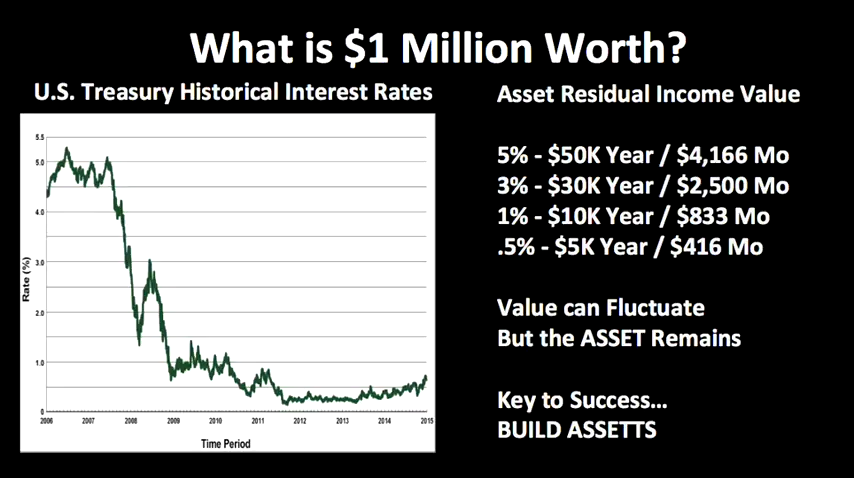 What is $1 Million Worth?
U.S. Treasury Historical Interest Rates
5.5
5.0
4.0
3.0
2.0
1.0
0
Rate (%)
2006 2007 2008 2009 2010 2011 2012 2013 2014 2015
Time Period
Asset Residual Income Value
5% - $50K Year / $4,166 Mo
3% - $30K Year / $2,500 Mo
1% - $10K Year / $833 Mo
.5% - $5K Year / $416 Mo
Value can Fluctuate
But the ASSET Remains
Key to Success...
BUILD ASSETTS